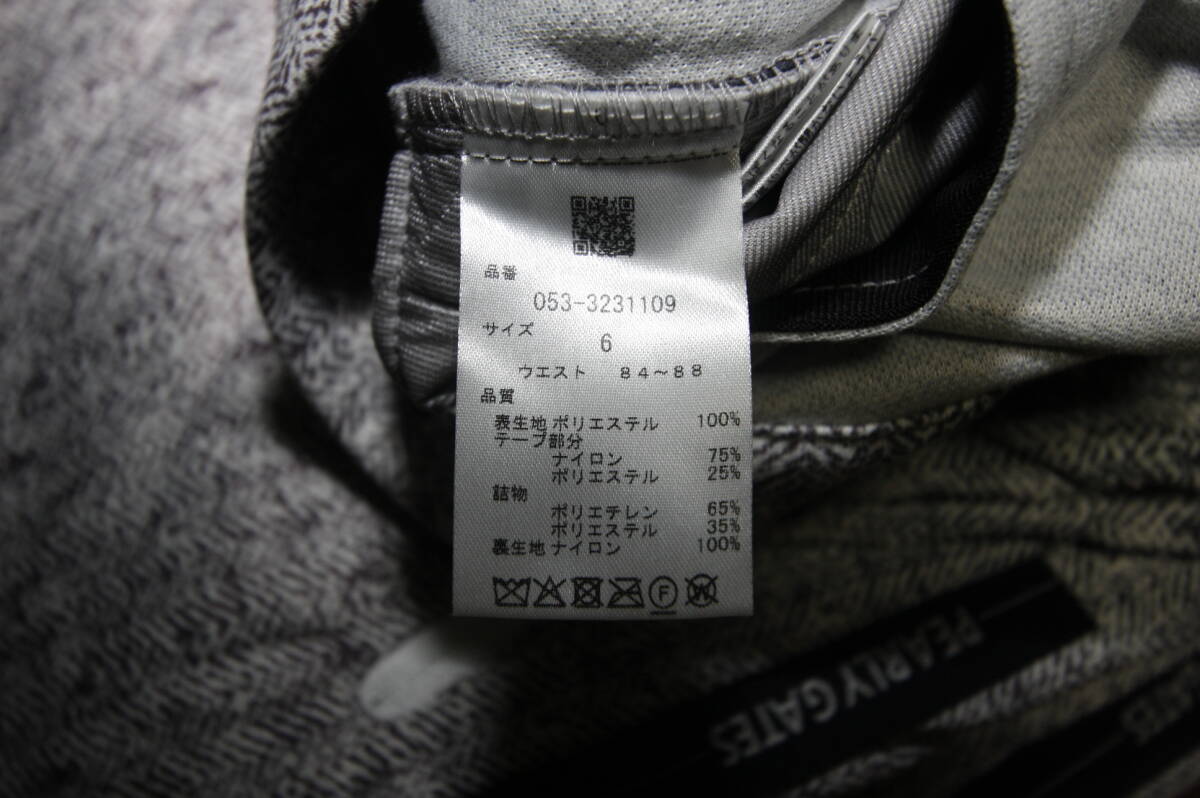 品番
053-3231109
サイズ
6
ウエスト 84〜88
品質
表生地 ポリエステル 100%
テープ部分
ナイロン 75%
ポリエステル 25%
詰物
ポリエチレン 65%
ポリエステル 35%
裏生地 ナイロン 100%
F
W
PEARLY GATES